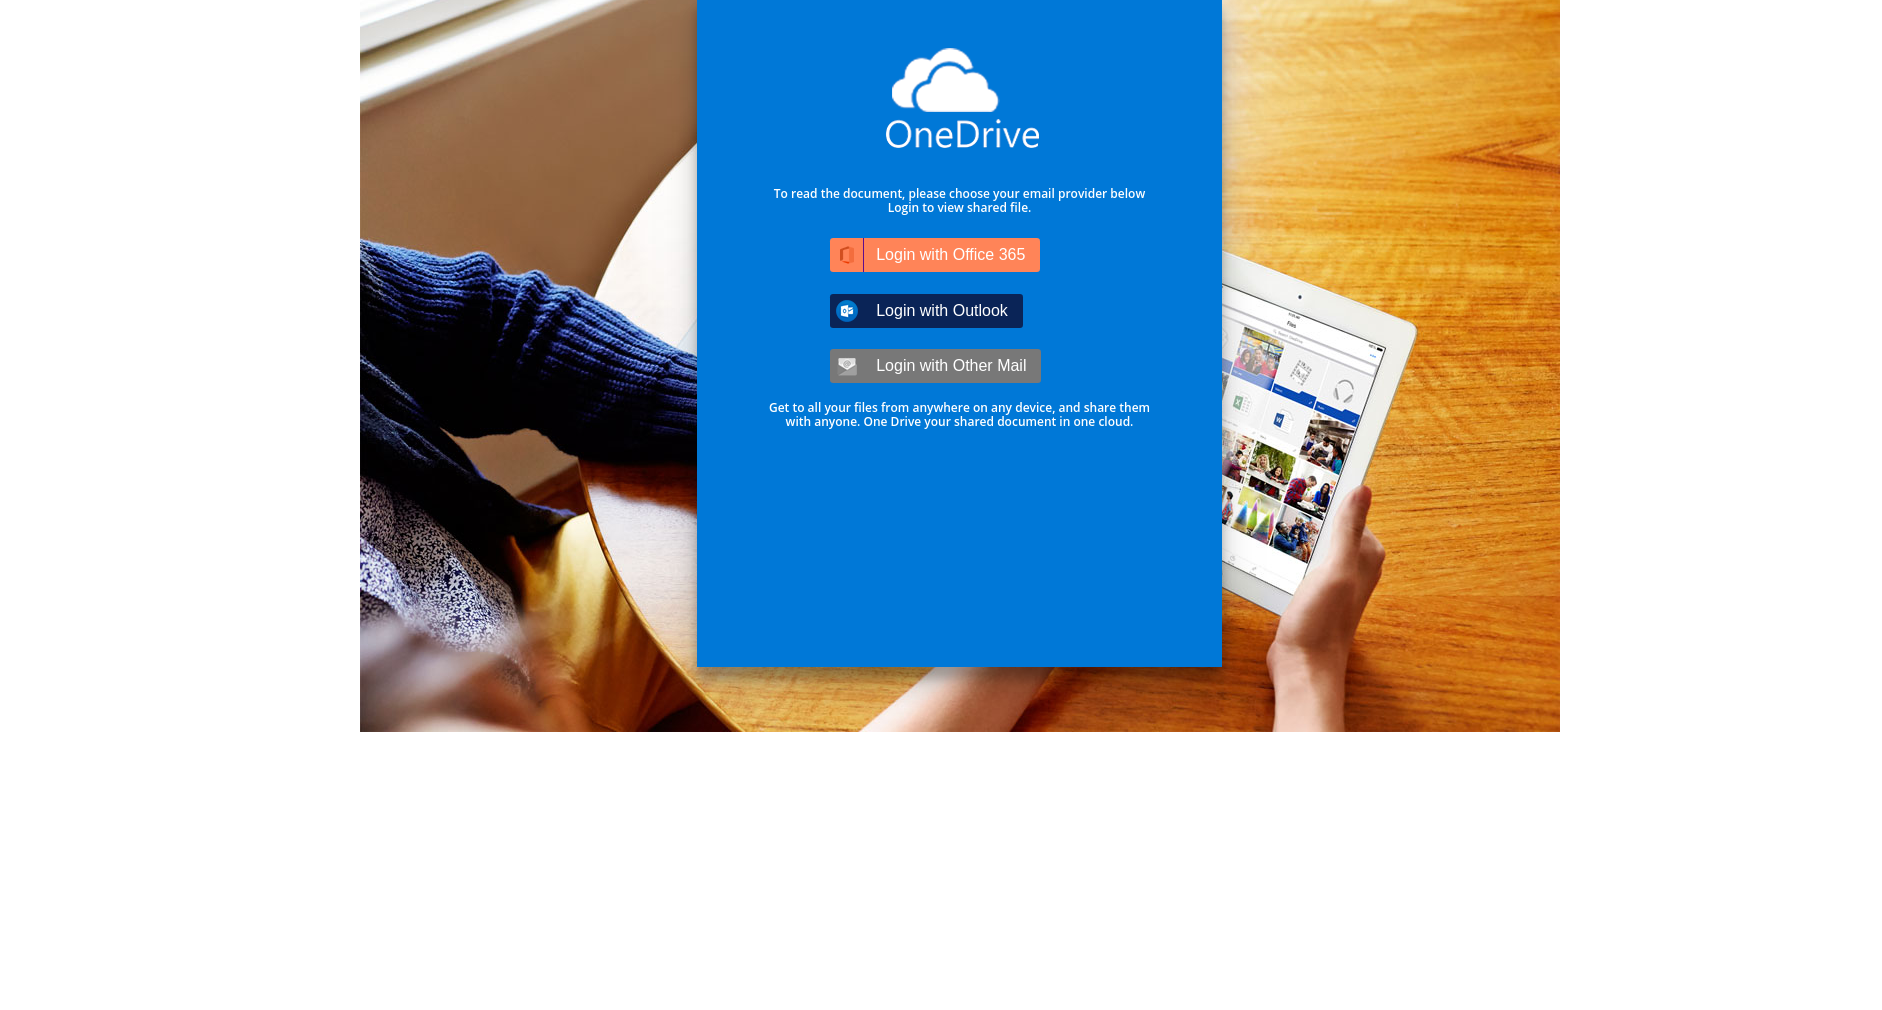 OneDrive
To read the document, please choose your email provider below
Login to view shared file.
Login with Office 365
Login with Outlook
Login with Other Mail
Get to all your files from anywhere on any device, and share them
with anyone. One Drive your shared document in one cloud.
Files